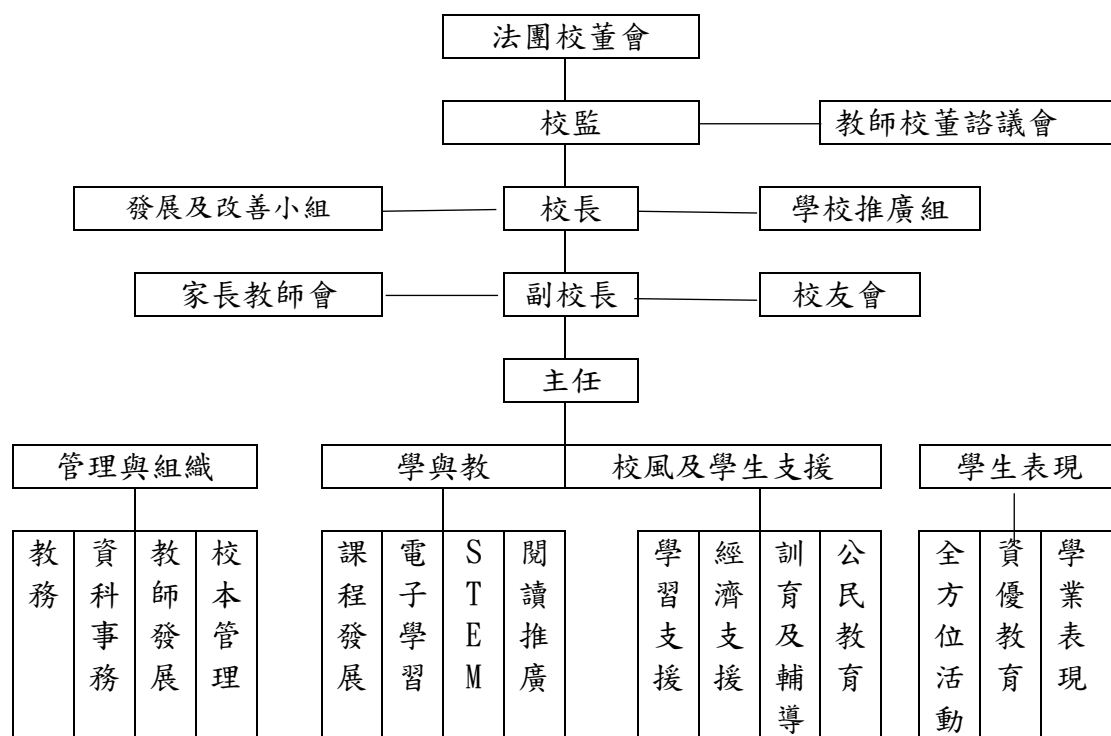 法團校董會
校監
教師校董諮議會
發展及改善小組
校長
學校推廣組
家長教師會
副校長
校友會
主任
管理與組織
學與教
校風及學生支援
學生表現
教務
資科事務
教師發展
校本管理
課程發展
電子學習
STEM
閱讀推廣
學習支援
經濟支援
訓育及輔導
公民教育
全方位活動
資優教育
學業表現